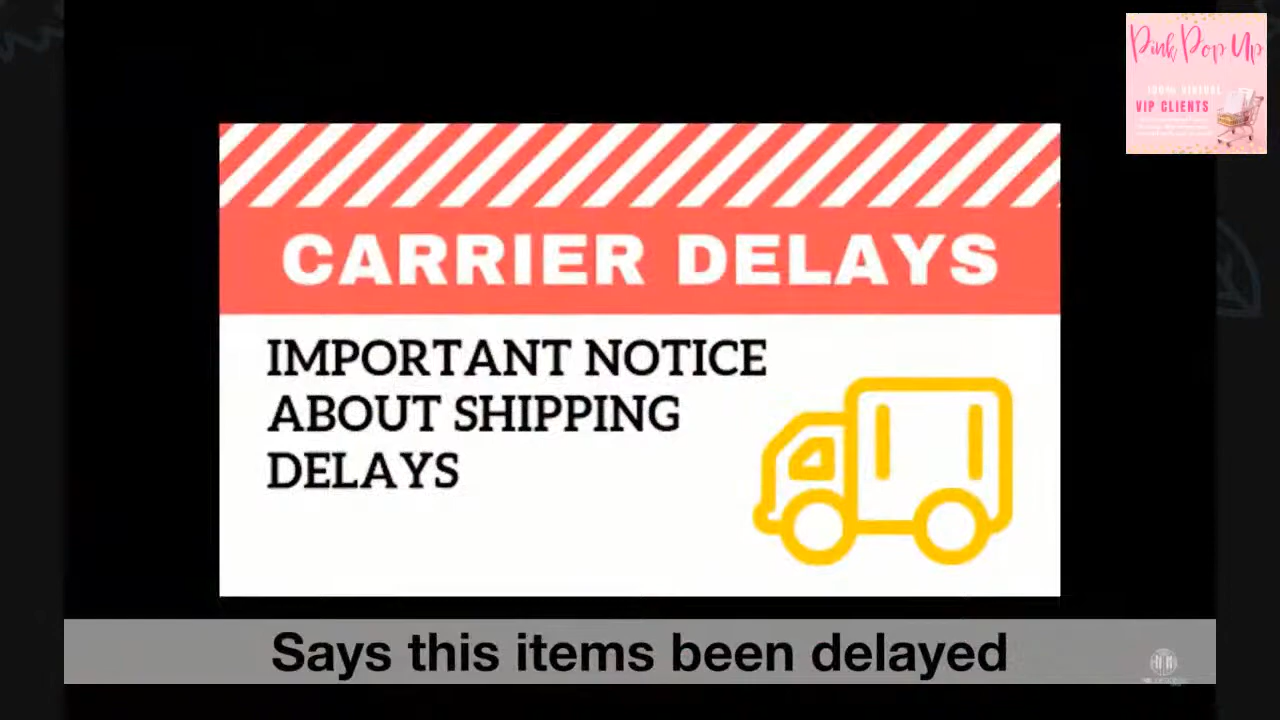 Pink Pop Up
VIP CLIENTS
CARRIER DELAYS
IMPORTANT NOTICE
ABOUT SHIPPING
DELAYS
Says this items been delayed